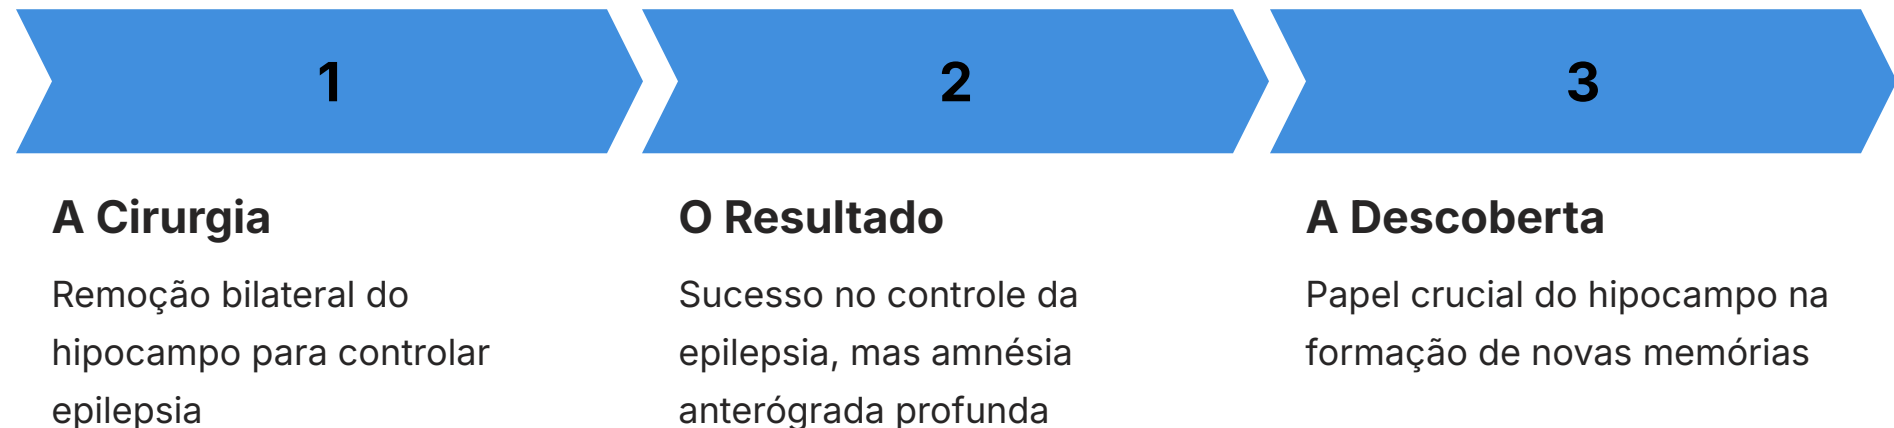 1
2
3
A Cirurgia
Remoção bilateral do
hipocampo para controlar
epilepsia
O Resultado
Sucesso no controle da
epilepsia, mas amnésia
anterógrada profunda
A Descoberta
Papel crucial do hipocampo na
formação de novas memórias